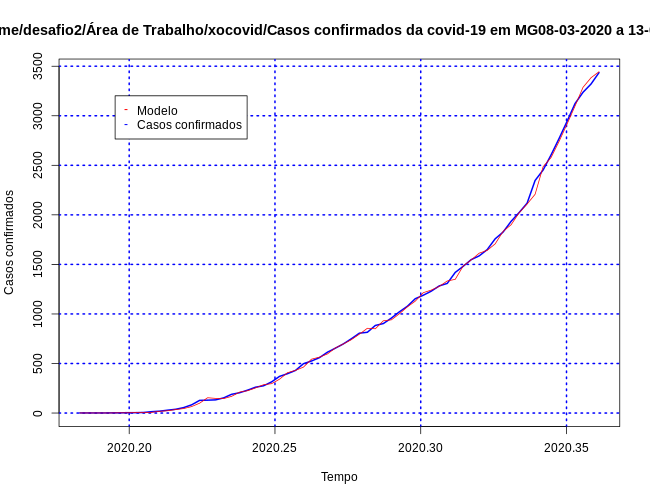 me/desafio2/Área de Trabalho/xocovid/Casos confirmados da covid-19 em MG08-03-2020 a 13-
Casos confirmados
3500
3000
2500
2000
1500
1000
500
0
Modelo
Casos confirmados
2020.20 2020.25 2020.30 2020.35
Tempo